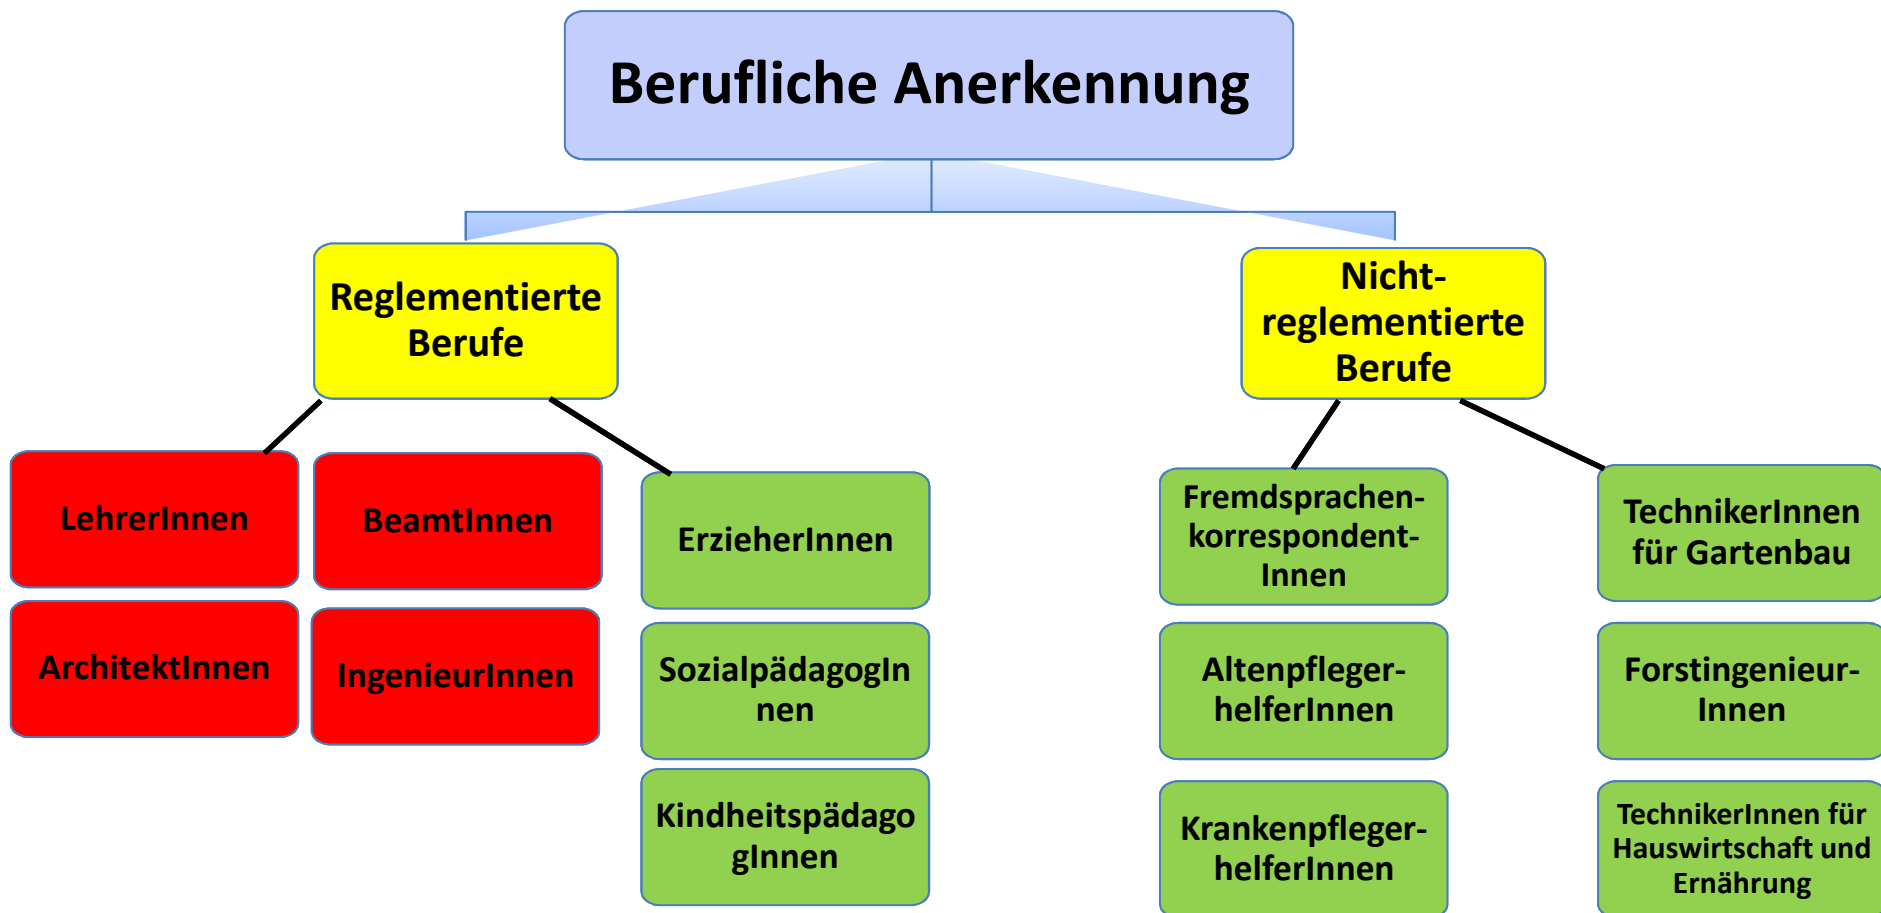 Berufliche Anerkennung
Reglementierte
Berufe
Nicht-
reglementierte
Berufe
LehrerInnen
BeamtInnen
ErzieherInnen
Fremdsprachen-
korrespondent-
Innen
TechnikerInnen
für Gartenbau
ArchitektInnen
IngenieurInnen
SozialpädagogIn
nen
Altenpfleger-
helferInnen
Forstingenieur-
Innen
Kindheitspädago
gInnen
Krankenpfleger-
helferInnen
TechnikerInnen für
Hauswirtschaft und
Ernährung